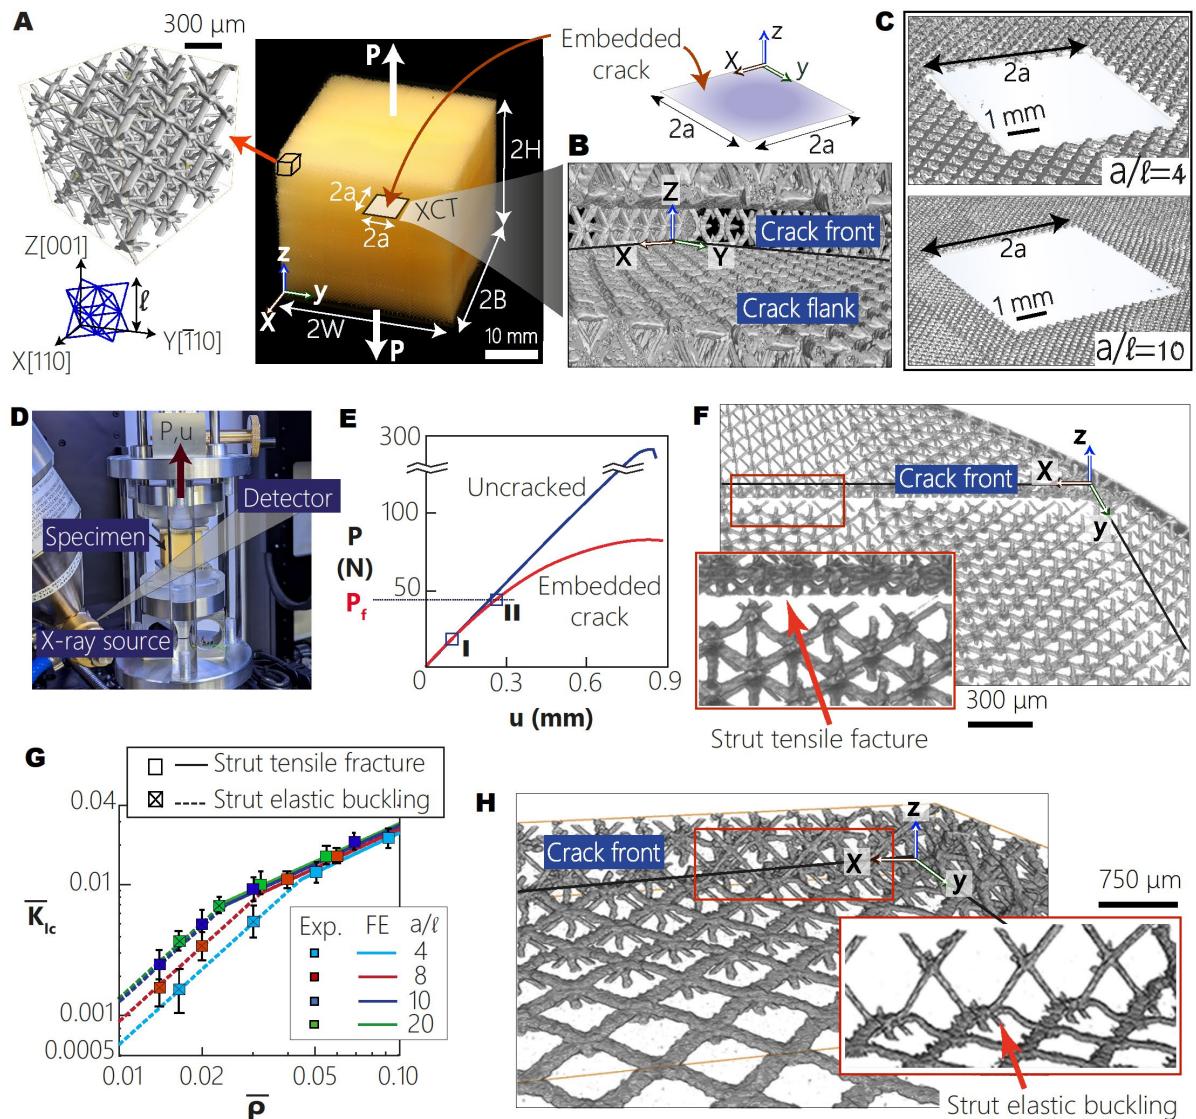 A
300 μm
Z[001]
ℓ
Y[1̄10]
X[110]
P
2H
2a
2a
XCT
z
y
X
2W
2B
P
10 mm
Embedded
crack
z
X
y
2a
2a
B
Z
Crack front
X
Y
Crack flank
C
2a
1 mm
a/ℓ=4
2a
1 mm
a/ℓ=10
D
P,u
Detector
Specimen
X-ray source
E
300
Uncracked
100
P
(N)
50
Embedded
crack
P_f
II
I
0
0
0.3
0.6
0.9
u (mm)
F
z
Crack front
X
y
300 μm
Strut tensile facture
G
Strut tensile fracture
Strut elastic buckling
0.04
0.01
K̄_Ic
Exp. FE a/ℓ
4
8
10
20
0.001
0.0005
0.01
0.02
0.05
0.10
ρ̄
H
z
Crack front
X
y
750 μm
Strut elastic buckling